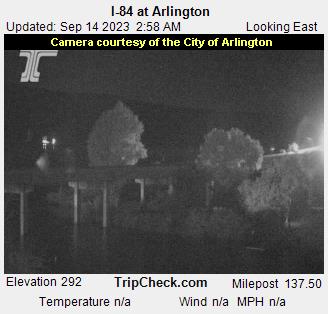 I-84 at Arlington
Updated: Sep 14 2023 2:58 AM Looking East
Camera courtesy of the City of Arlington
Elevation 292 TripCheck.com Milepost 137.50
Temperature n/a Wind n/a MPH n/a